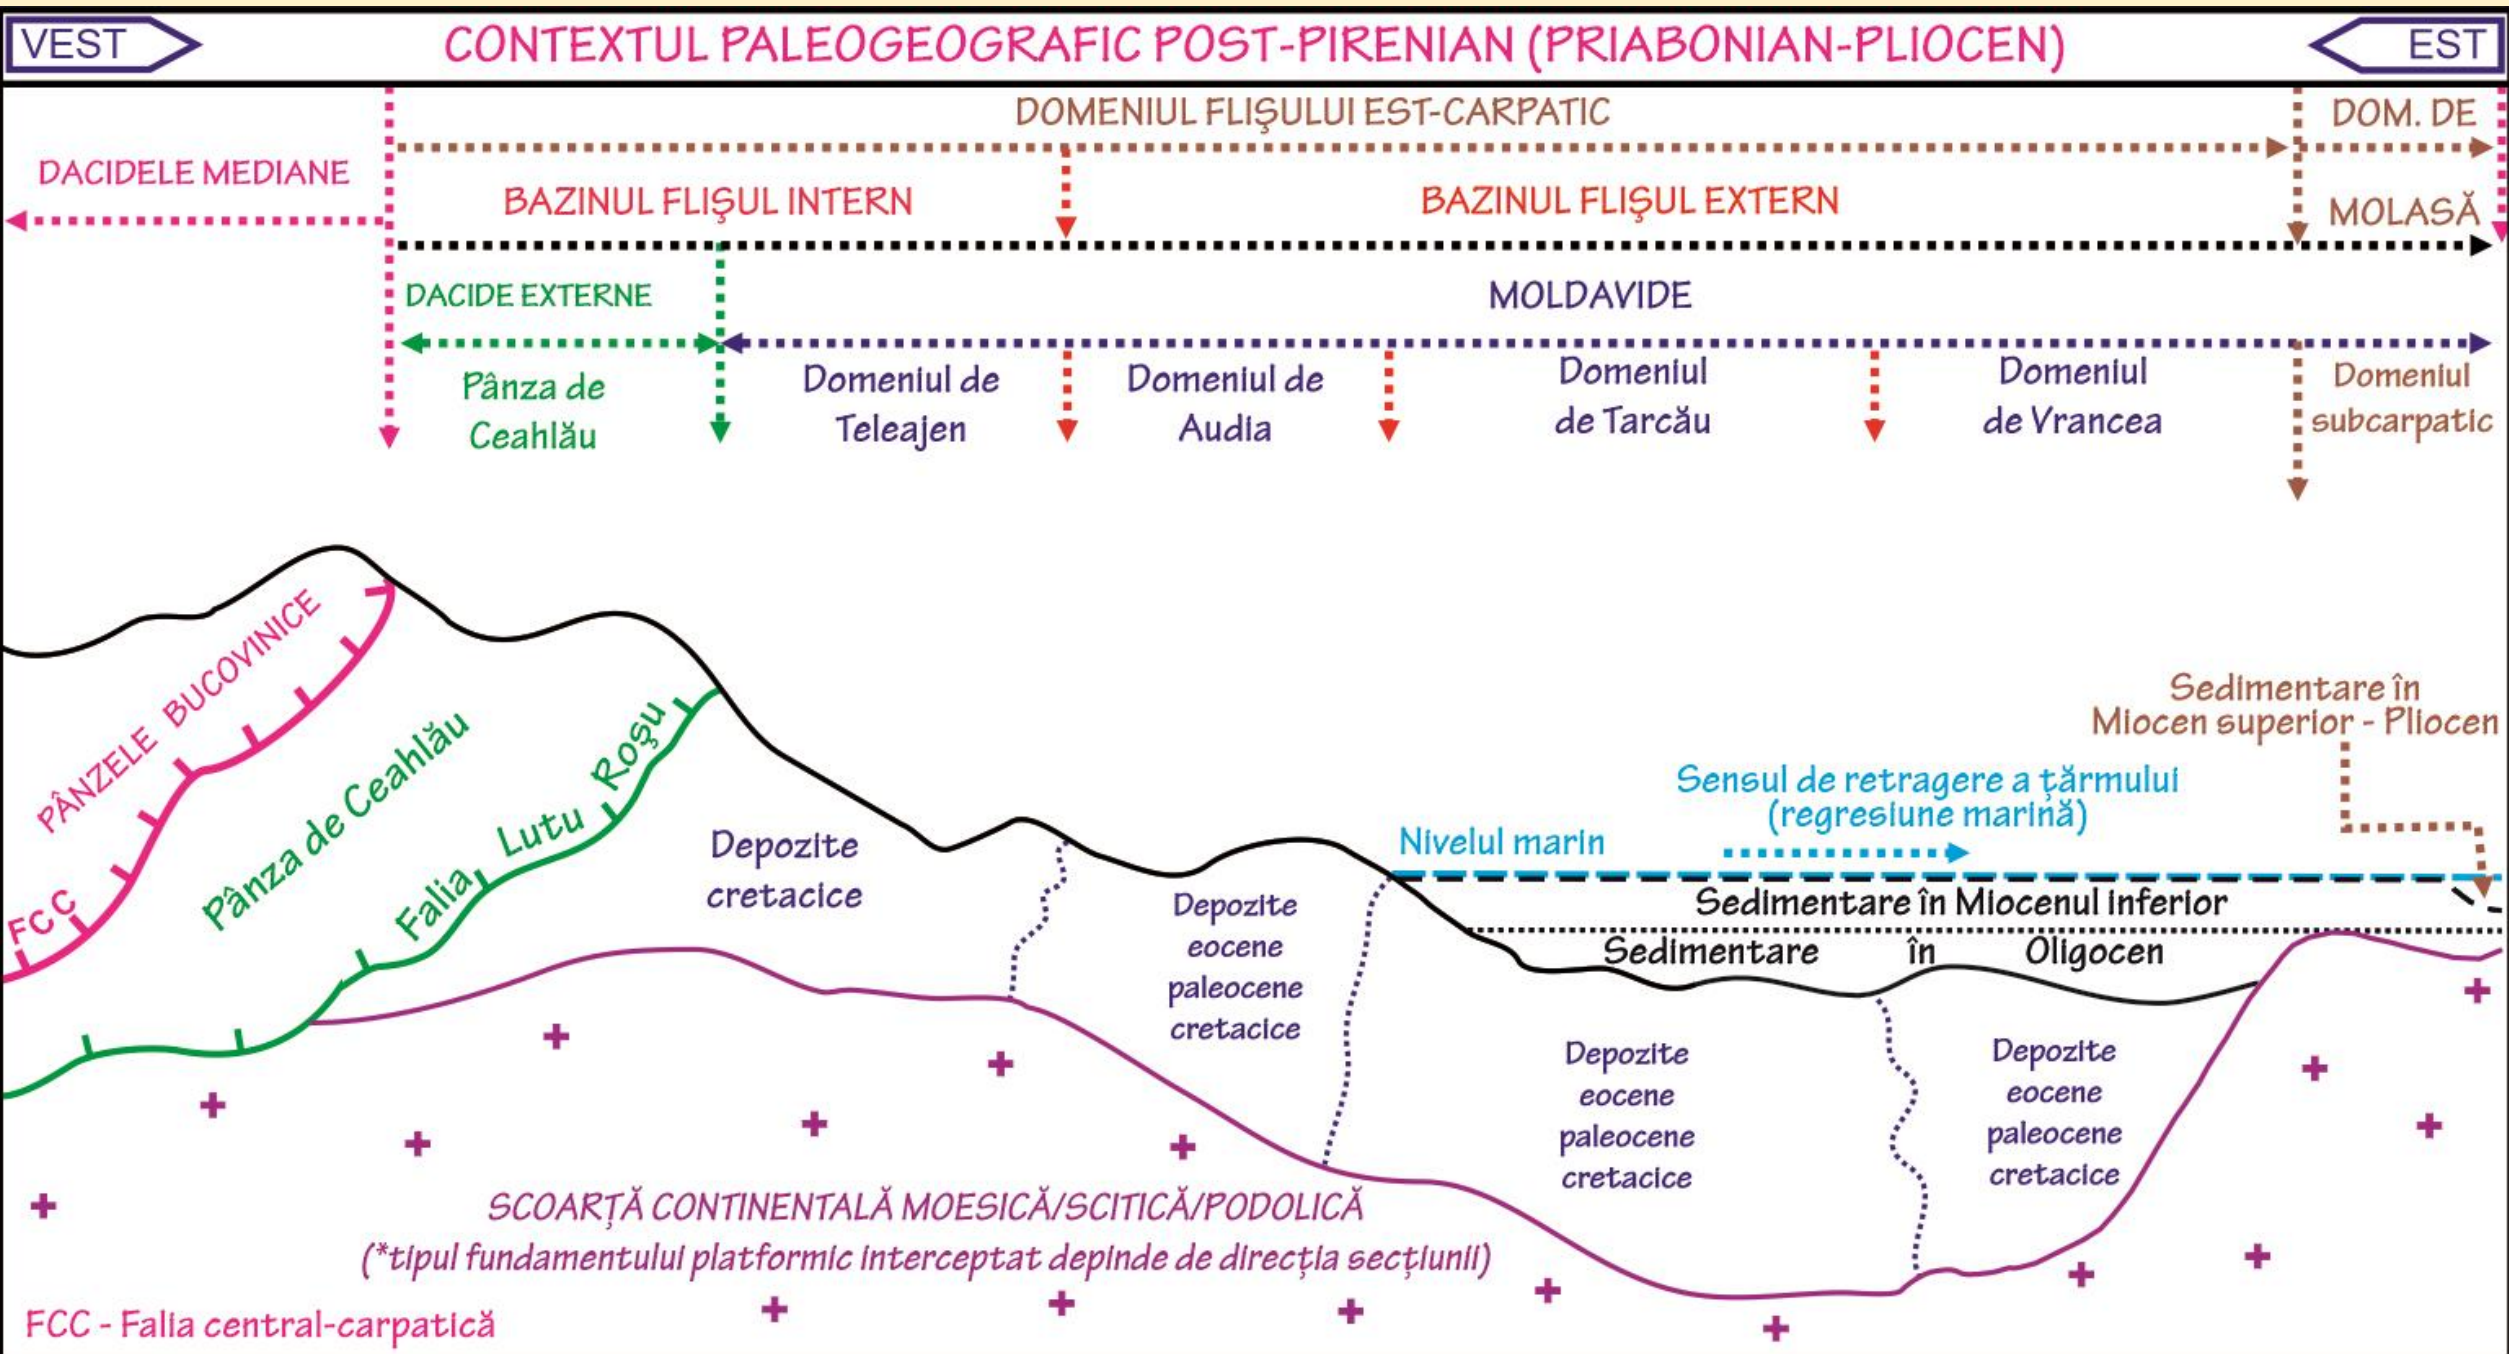 VEST
CONTEXTUL PALEOGEOGRAFIC POST-PIRENIAN (PRIABONIAN-PLIOCEN)
EST
DOMENIUL FLIŞULUI EST-CARPATIC
DOM. DE
MOLASĂ
DACIDELE MEDIANE
BAZINUL FLIŞUL INTERN
BAZINUL FLIŞUL EXTERN
DACIDE EXTERNE
MOLDAVIDE
Pânza de
Ceahlău
Domeniul de
Teleajen
Domeniul de
Audia
Domeniul
de Tarcău
Domeniul
de Vrancea
Domeniul
subcarpatic
PÂNZELE BUCOVINICE
FCC
Pânza de Ceahlău
Falia Lutu Roşu
Depozite
cretacice
Depozite
eocene
paleocene
cretacice
Sedimentare în
Miocen superior - Pliocen
Sensul de retragere a ţărmului
(regresiune marină)
Nivelul marin
Sedimentare în Miocenul inferior
Sedimentare în Oligocen
Depozite
eocene
paleocene
cretacice
Depozite
eocene
paleocene
cretacice
SCOARŢĂ CONTINENTALĂ MOESICĂ/SCITICĂ/PODOLICĂ
(*tipul fundamentului platformic interceptat depinde de direcţia secţiunii)
FCC - Falia central-carpatică